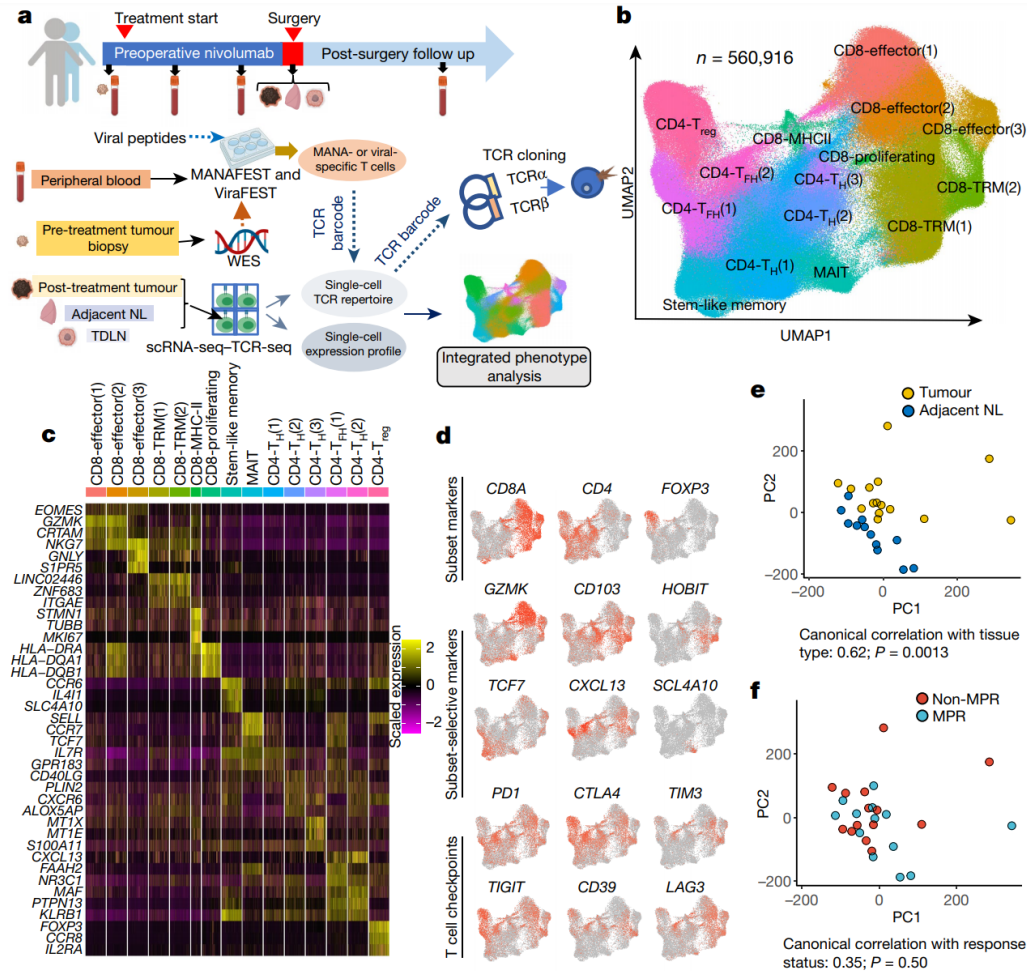 a
Treatment start
Surgery
Preoperative nivolumab
Post-surgery follow up
Viral peptides
MANA- or viral-
specific T cells
Peripheral blood
MANAFEST and
ViraFEST
TCR
barcode
TCR barcode
TCR cloning
TCRα
TCRβ
Pre-treatment tumour
biopsy
WES
Post-treatment tumour
Adjacent NL
TDLN
scRNA-seq–TCR-seq
Single-cell
TCR repertoire
Single-cell
expression profile
Integrated phenotype
analysis
b
n = 560,916
CD8-effector(1)
CD8-effector(2)
CD8-effector(3)
CD4-Treg
CD8-MHCII
CD8-proliferating
CD4-TFH(2)
CD4-TH(3)
CD8-TRM(2)
CD4-TFH(1)
CD4-TH(2)
CD8-TRM(1)
CD4-TH(1)
MAIT
Stem-like memory
UMAP2
UMAP1
c
CD8-effector(1)
CD8-effector(2)
CD8-effector(3)
CD8-TRM(1)
CD8-TRM(2)
CD8-MHC-II
CD8-proliferating
Stem-like memory
MAIT
CD4-TH(1)
CD4-TH(2)
CD4-TH(3)
CD4-TFH(1)
CD4-TFH(2)
CD4-Treg
EOMES
GZMK
CRTAM
NKG7
GNLY
S1PR5
LINC02446
ZNF683
ITGAE
STMN1
TUBB
MKI67
HLA–DRA
HLA–DQA1
HLA–DQB1
CCR6
IL4I1
SLC4A10
SELL
CCR7
TCF7
IL7R
GPR183
CD40LG
PLIN2
CXCR6
ALOX5AP
MT1X
MT1E
S100A11
CXCL13
FAAH2
NR3C1
MAF
PTPN13
KLRB1
FOXP3
CCR8
IL2RA
Scaled expression
2
0
−2
d
Subset markers
CD8A
CD4
FOXP3
Subset-selective markers
GZMK
CD103
HOBIT
TCF7
CXCL13
SCL4A10
T cell checkpoints
PD1
CTLA4
TIM3
TIGIT
CD39
LAG3
e
Tumour
Adjacent NL
PC2
200
0
−200
−200
0
200
PC1
Canonical correlation with tissue
type: 0.62; P = 0.0013
f
Non-MPR
MPR
PC2
200
0
−200
−200
0
200
PC1
Canonical correlation with response
status: 0.35; P = 0.50